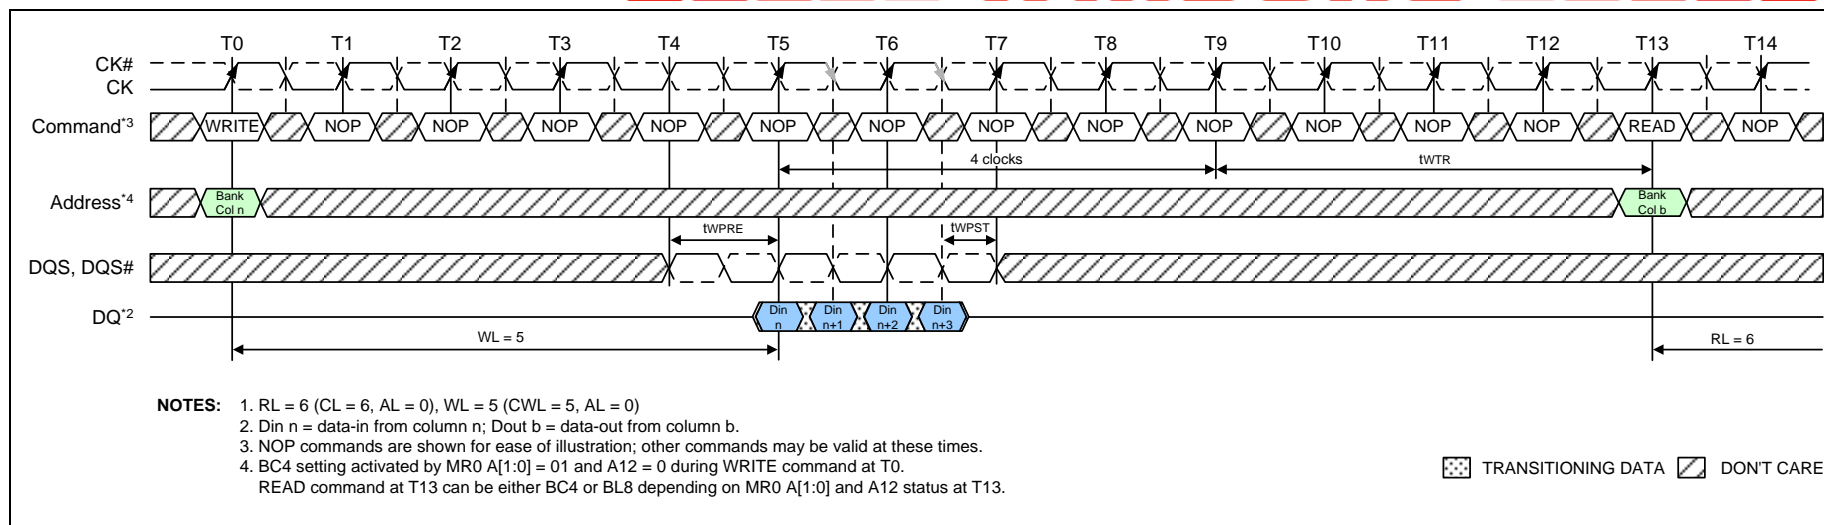 T0 T1 T2 T3 T4 T5 T6 T7 T8 T9 T10 T11 T12 T13 T14
CK#
CK
Command*3 WRITE NOP NOP NOP NOP NOP NOP NOP NOP NOP NOP NOP NOP READ NOP
4 clocks tWTR
Address*4 Bank Col n Bank Col b
tWPRE tWPST
DQS, DQS#
DQ*2 Din n Din n+1 Din n+2 Din n+3
WL = 5 RL = 6
NOTES: 1. RL = 6 (CL = 6, AL = 0), WL = 5 (CWL = 5, AL = 0)
2. Din n = data-in from column n; Dout b = data-out from column b.
3. NOP commands are shown for ease of illustration; other commands may be valid at these times.
4. BC4 setting activated by MR0 A[1:0] = 01 and A12 = 0 during WRITE command at T0.
READ command at T13 can be either BC4 or BL8 depending on MR0 A[1:0] and A12 status at T13.
TRANSITIONING DATA DON'T CARE